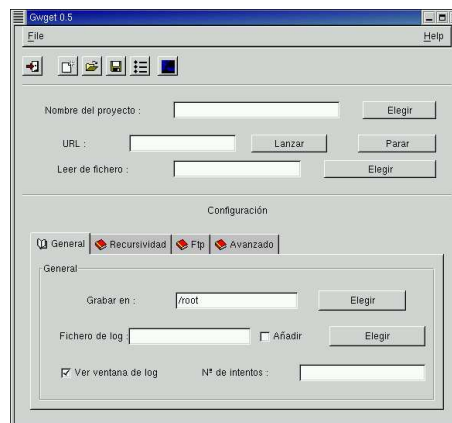 Gwget 0.5
File Help
Nombre del proyecto : Elegir
URL : Lanzar Parar
Leer de fichero : Elegir
Configuración
General Recursividad Ftp Avanzado
General
Grabar en : /root Elegir
Fichero de log : Añadir Elegir
Ver ventana de log Nª de intentos :